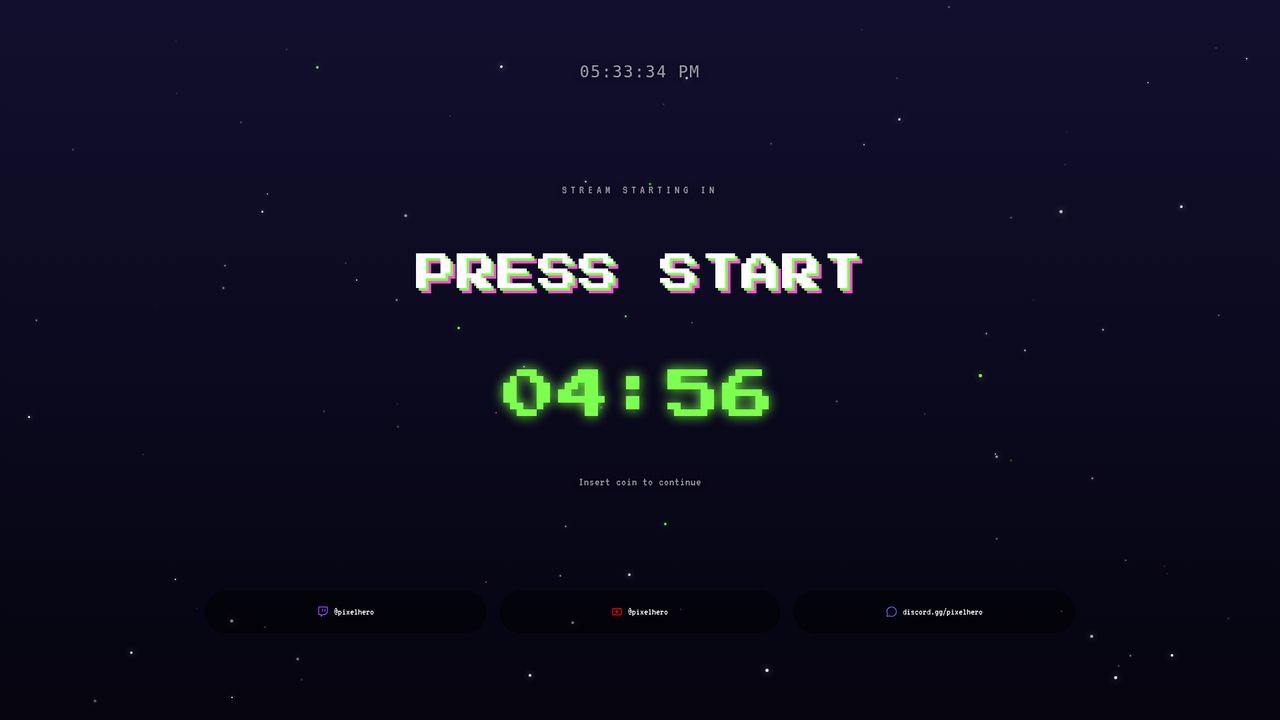 05:33:34 PM
STREAM STARTING IN
PRESS START
04:56
Insert coin to continue
@pixelhero
@pixelhero
discord.gg/pixelhero